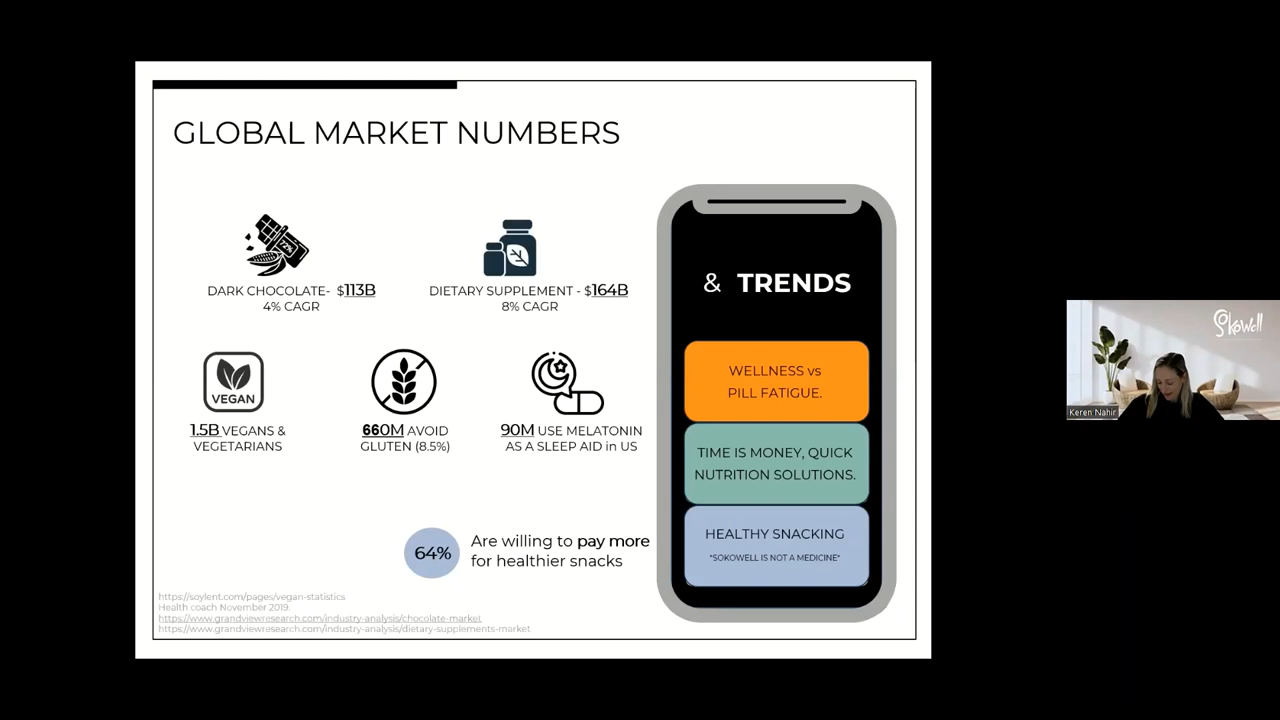 GLOBAL MARKET NUMBERS
72%
DARK CHOCOLATE- $113B
4% CAGR
DIETARY SUPPLEMENT - $164B
8% CAGR
VEGAN
1.5B VEGANS &
VEGETARIANS
660M AVOID
GLUTEN (8.5%)
90M USE MELATONIN
AS A SLEEP AID in US
64%
Are willing to pay more
for healthier snacks
& TRENDS
WELLNESS vs
PILL FATIGUE.
TIME IS MONEY, QUICK
NUTRITION SOLUTIONS.
HEALTHY SNACKING
*SOKOWELL IS NOT A MEDICINE*
https://soylent.com/pages/vegan-statistics
Health coach November 2019.
https://www.grandviewresearch.com/industry-analysis/chocolate-market
https://www.grandviewresearch.com/industry-analysis/dietary-supplements-market
SokoWell
Keren Nahir